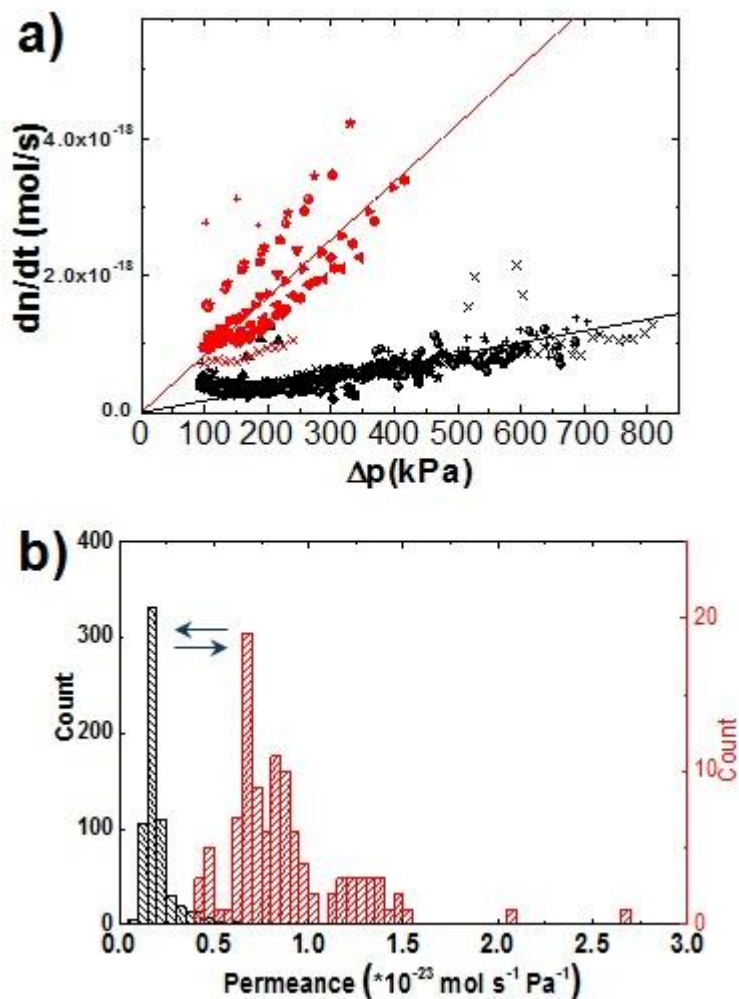 a)
dn/dt (mol/s)
4.0x10⁻¹⁸
2.0x10⁻¹⁸
0.0
0 100 200 300 400 500 600 700 800
Δp(kPa)
b)
Count
400
300
200
100
0
20
10
0
Count
0.0 0.5 1.0 1.5 2.0 2.5 3.0
Permeance (*10⁻²³ mol s⁻¹ Pa⁻¹)